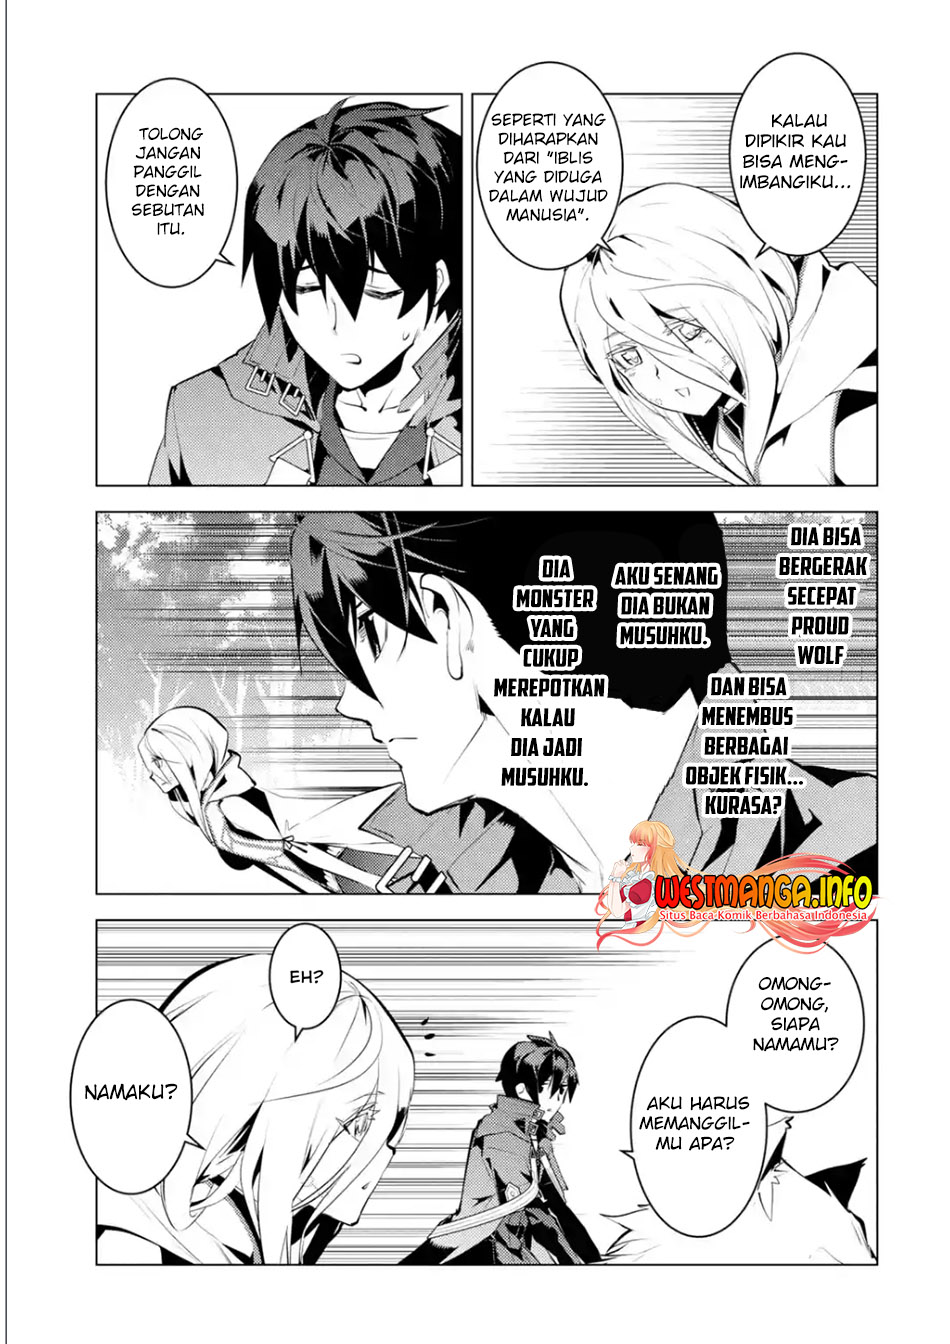 KALAU
DIPIKIR KAU
BISA MENG-
IMBANGIKU...
SEPERTI YANG
DIHARAPKAN
DARI "IBLIS
YANG DIDUGA
DALAM WUJUD
MANUSIA".
TOLONG
JANGAN
PANGGIL
DENGAN
SEBUTAN
ITU.
DIA BISA
BERGERAK
SECEPAT
PROUD
WOLF
DAN BISA
MENEMBUS
BERBAGAI
OBJEK FISIK...
KURASA?
AKU SENANG
DIA BUKAN
MUSUHKU.
DIA
MONSTER
YANG
CUKUP
MEREPOTKAN
KALAU
DIA JADI
MUSUHKU.
WESTMANGA.INFO
Situs Baca Komik Berbahasa Indonesia
OMONG-
OMONG,
SIAPA
NAMAMU?
AKU HARUS
MEMANGGIL-
MU APA?
EH?
NAMAKU?